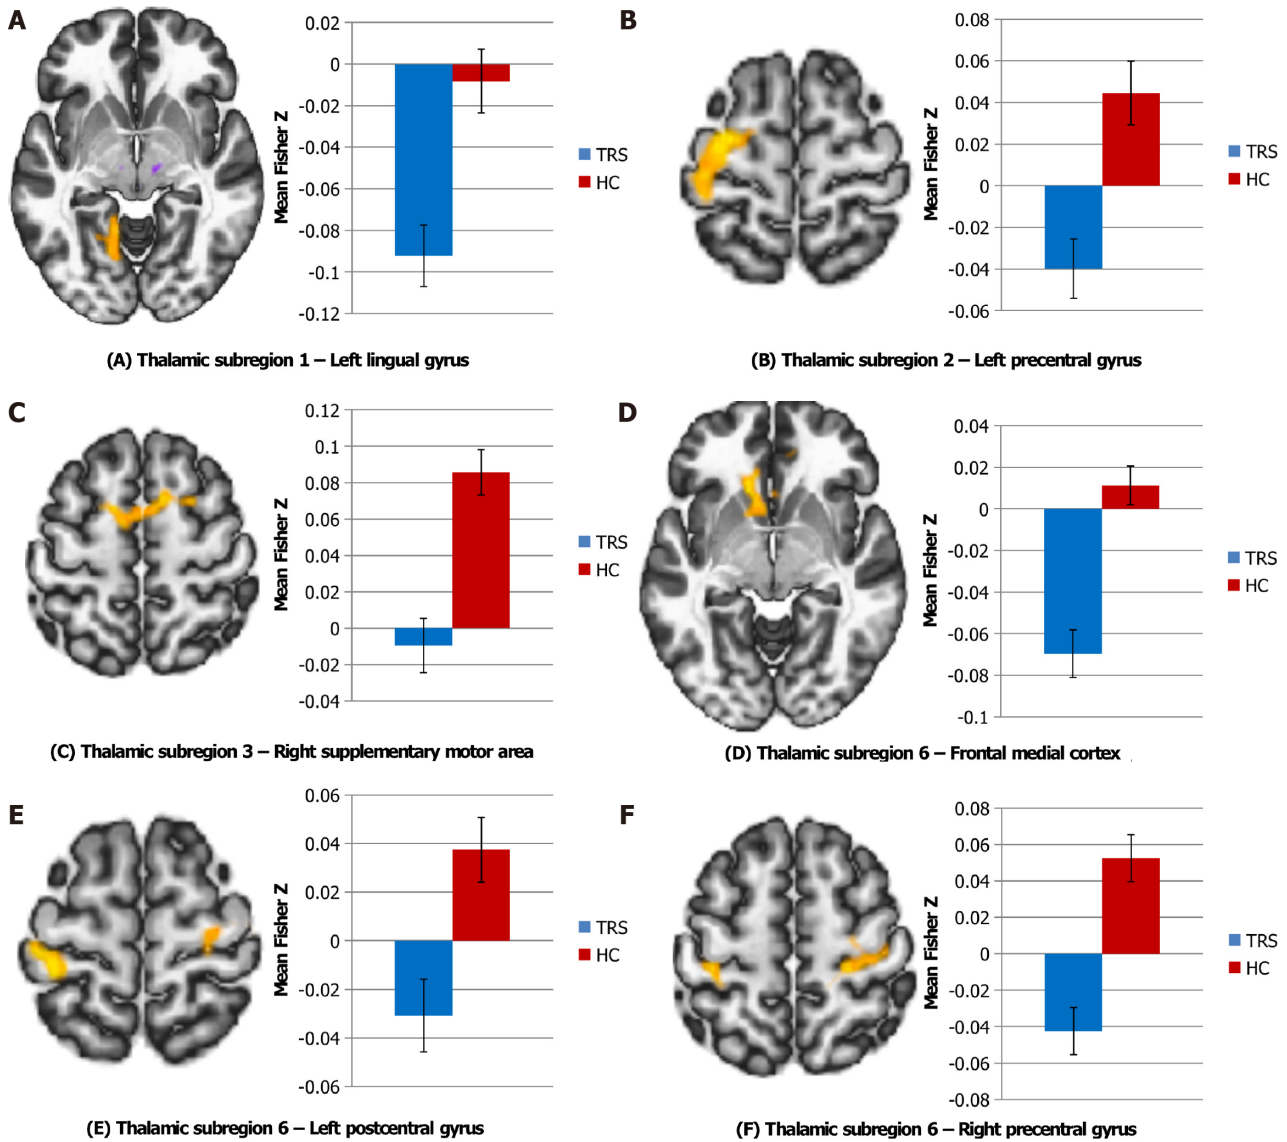 A
0.02
0
-0.02
-0.04
-0.06
-0.08
-0.1
-0.12
Mean Fisher Z
TRS
HC
(A) Thalamic subregion 1 – Left lingual gyrus
B
0.08
0.06
0.04
0.02
0
-0.02
-0.04
-0.06
Mean Fisher Z
TRS
HC
(B) Thalamic subregion 2 – Left precentral gyrus
C
0.12
0.1
0.08
0.06
0.04
0.02
0
-0.02
-0.04
Mean Fisher Z
TRS
HC
(C) Thalamic subregion 3 – Right supplementary motor area
D
0.04
0.02
0
-0.02
-0.04
-0.06
-0.08
-0.1
Mean Fisher Z
TRS
HC
(D) Thalamic subregion 6 – Frontal medial cortex
E
0.06
0.04
0.02
0
-0.02
-0.04
-0.06
Mean Fisher Z
TRS
HC
(E) Thalamic subregion 6 – Left postcentral gyrus
F
0.08
0.06
0.04
0.02
0
-0.02
-0.04
-0.06
-0.08
Mean Fisher Z
TRS
HC
(F) Thalamic subregion 6 – Right precentral gyrus